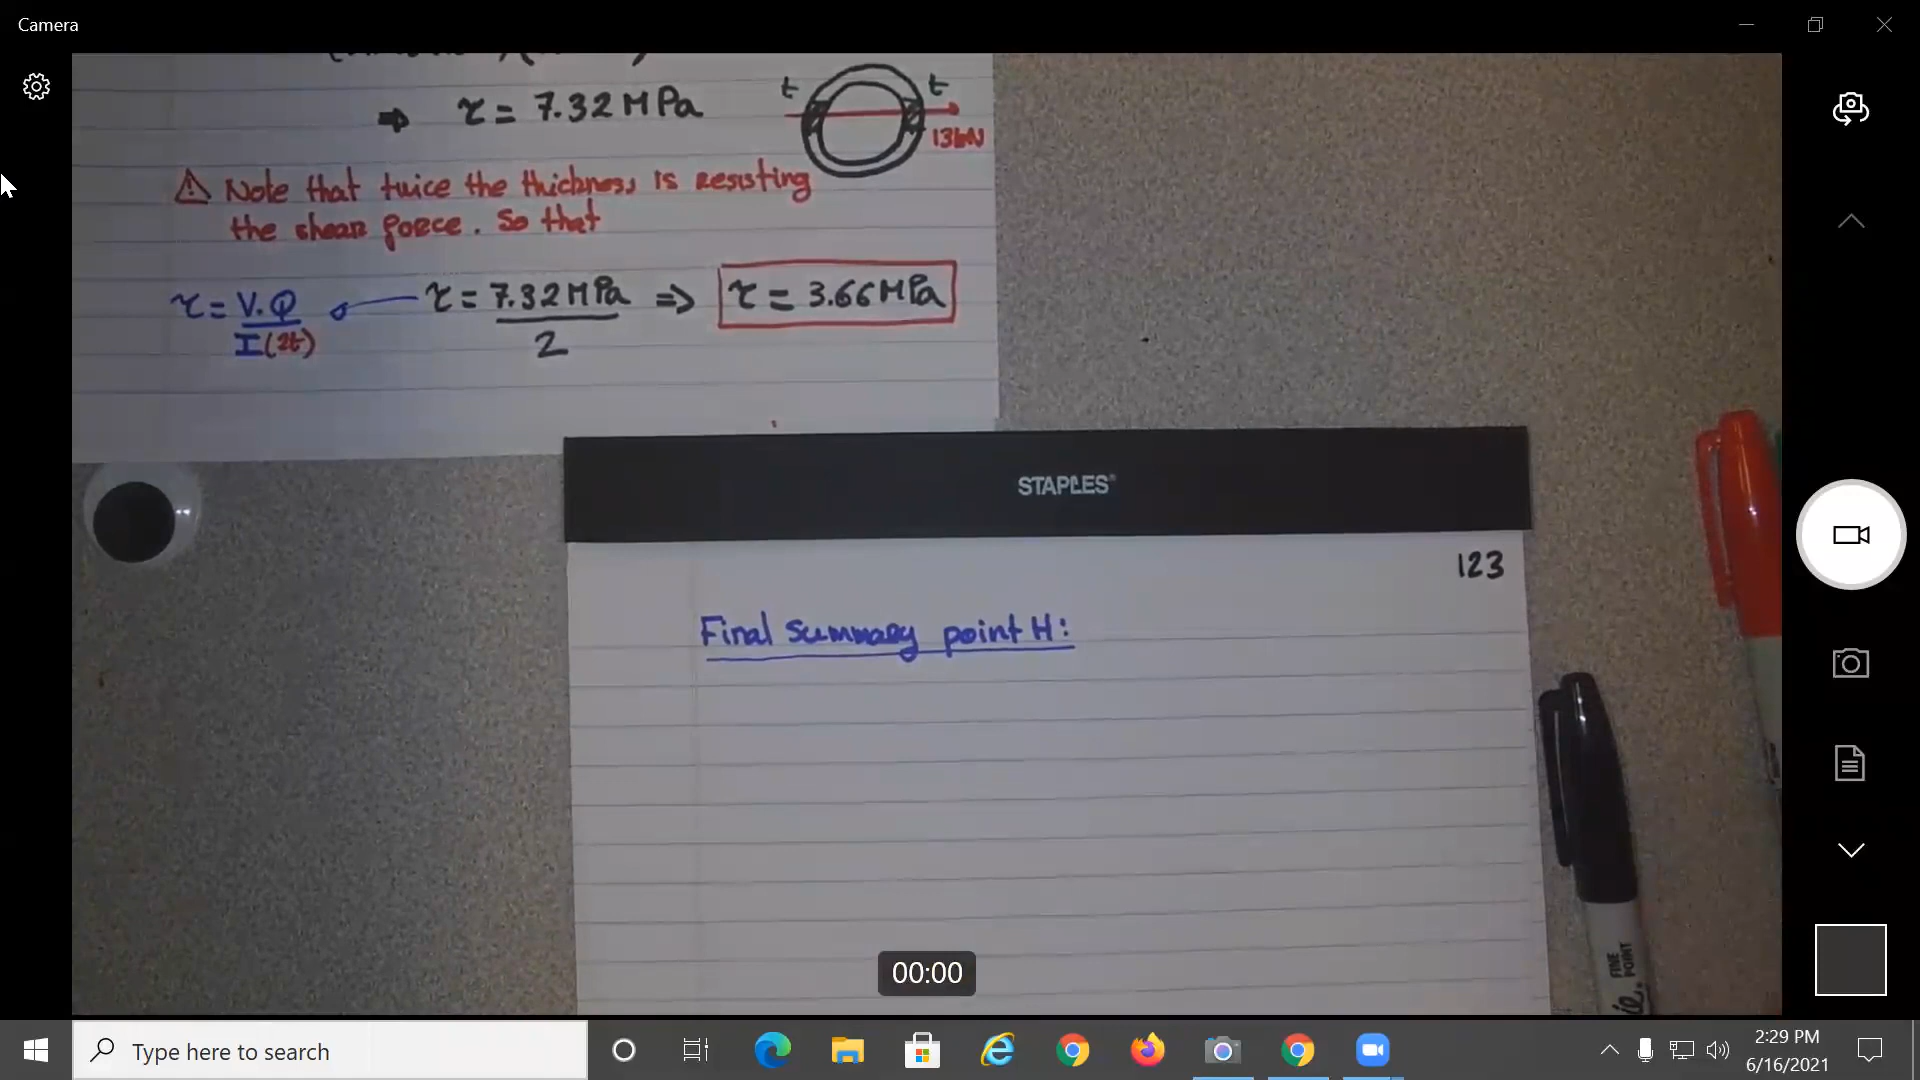 Camera
⇒ τ = 7.32 MPa
t t
13kN
⚠ Note that twice the thickness is resisting
the shear force. So that
τ = V.Q / I(2t) ← τ = 7.32 MPa / 2 ⇒ τ = 3.66 MPa
STAPLES
123
Final summary point H:
FINE
POINT
00:00
Type here to search
2:29 PM
6/16/2021